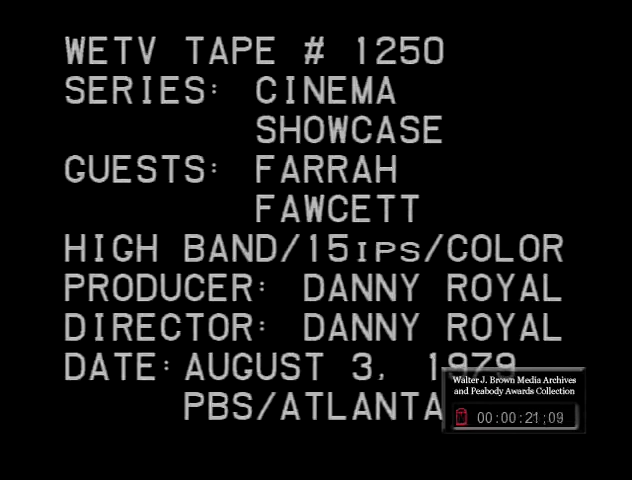 WETV TAPE # 1250
SERIES: CINEMA
SHOWCASE
GUESTS: FARRAH
FAWCETT
HIGH BAND/15IPS/COLOR
PRODUCER: DANNY ROYAL
DIRECTOR: DANNY ROYAL
DATE: AUGUST 3, 1979
PBS/ATLANTA
Walter J. Brown Media Archives
and Peabody Awards Collection
00:00:21;09